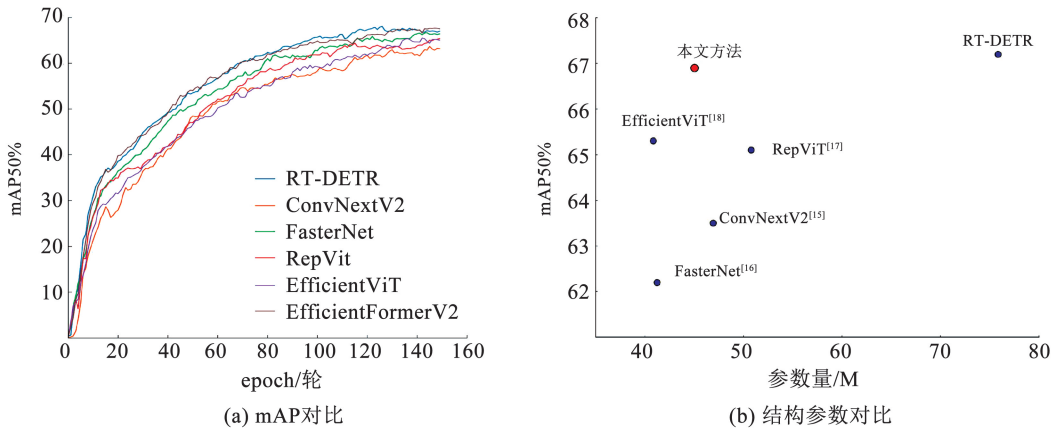 70
60
50
40
30
20
10
0
20
40
60
80
100
120
140
160
mAP50%
RT-DETR
ConvNextV2
FasterNet
RepVit
EfficientViT
EfficientFormerV2
epoch/轮
(a) mAP对比
68
67
66
65
64
63
62
mAP50%
本文方法
RT-DETR
EfficientViT[18]
RepViT[17]
ConvNextV2[15]
FasterNet[16]
40
50
60
70
80
参数量/M
(b) 结构参数对比